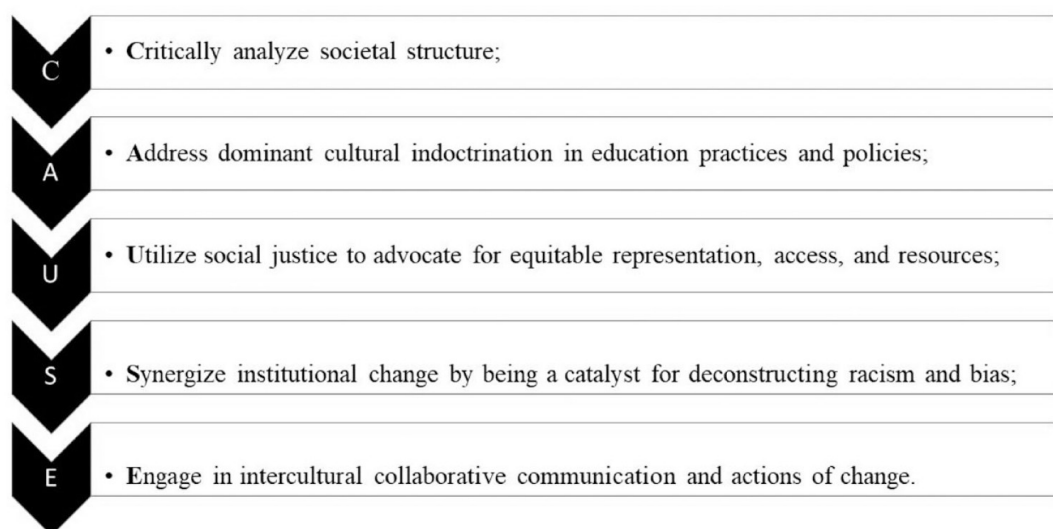 C
• Critically analyze societal structure;
A
• Address dominant cultural indoctrination in education practices and policies;
U
• Utilize social justice to advocate for equitable representation, access, and resources;
S
• Synergize institutional change by being a catalyst for deconstructing racism and bias;
E
• Engage in intercultural collaborative communication and actions of change.